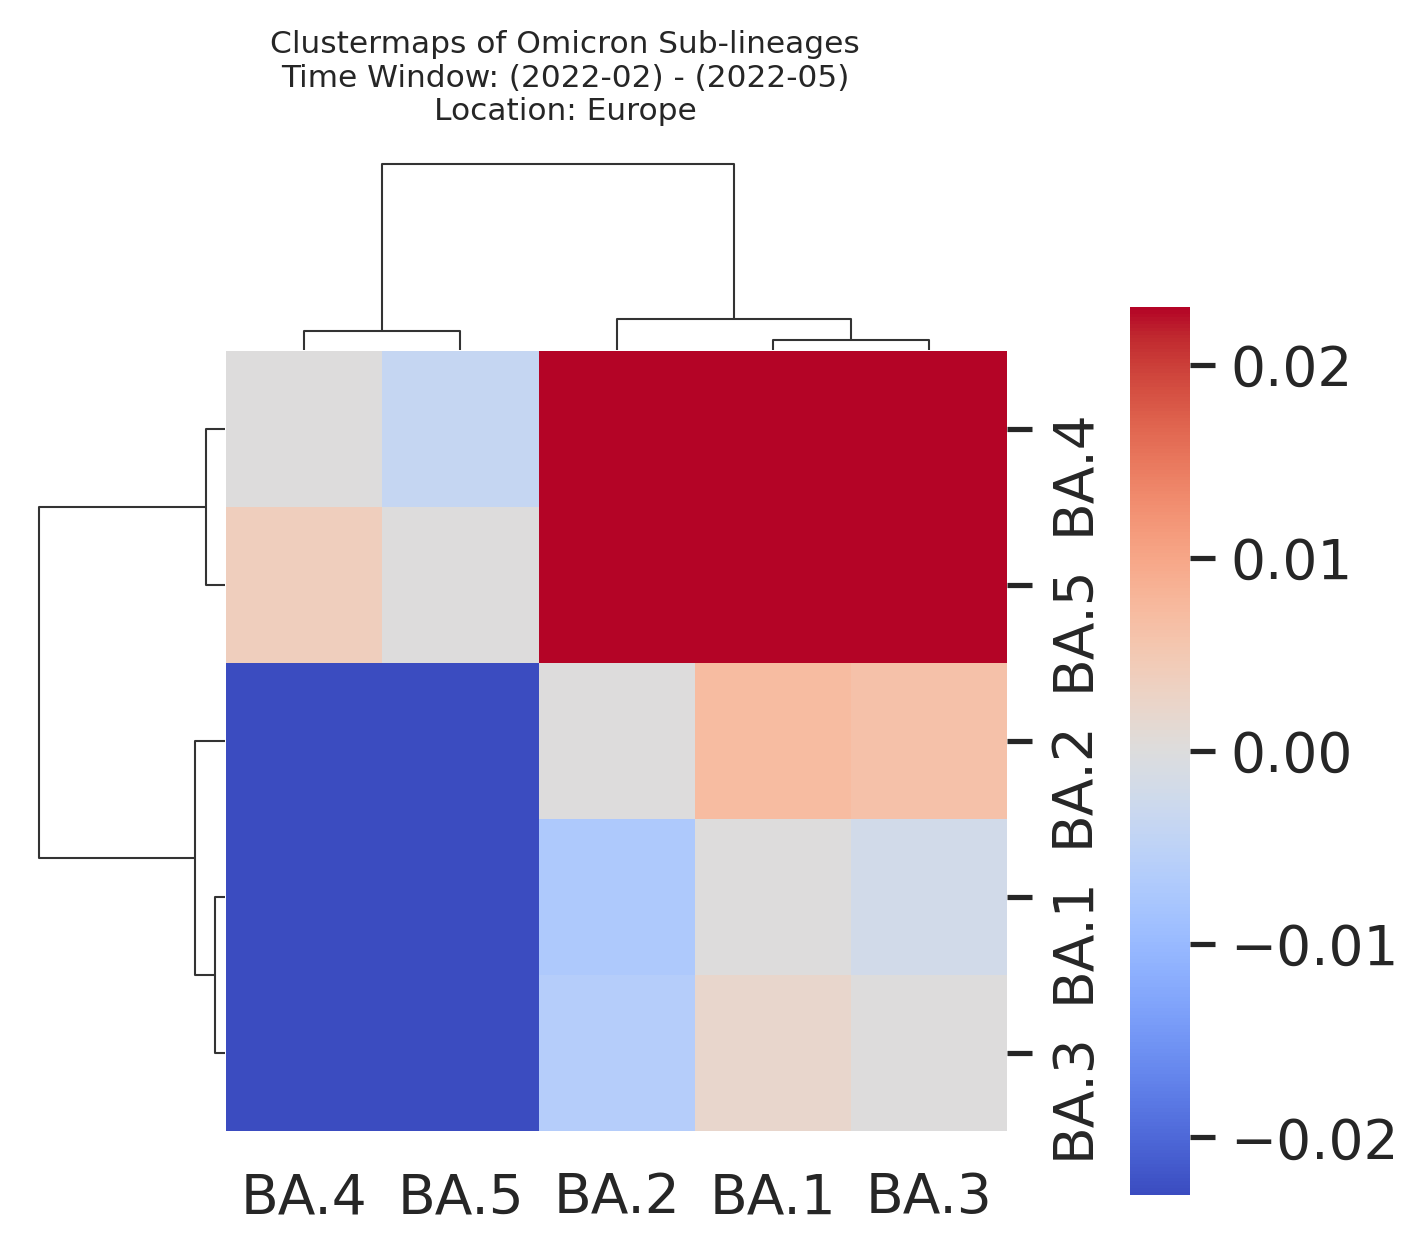 Clustermaps of Omicron Sub-lineages
Time Window: (2022-02) - (2022-05)
Location: Europe
BA.4
BA.5
BA.2
BA.1
BA.3
BA.4 BA.5 BA.2 BA.1 BA.3
0.02
0.01
0.00
−0.01
−0.02